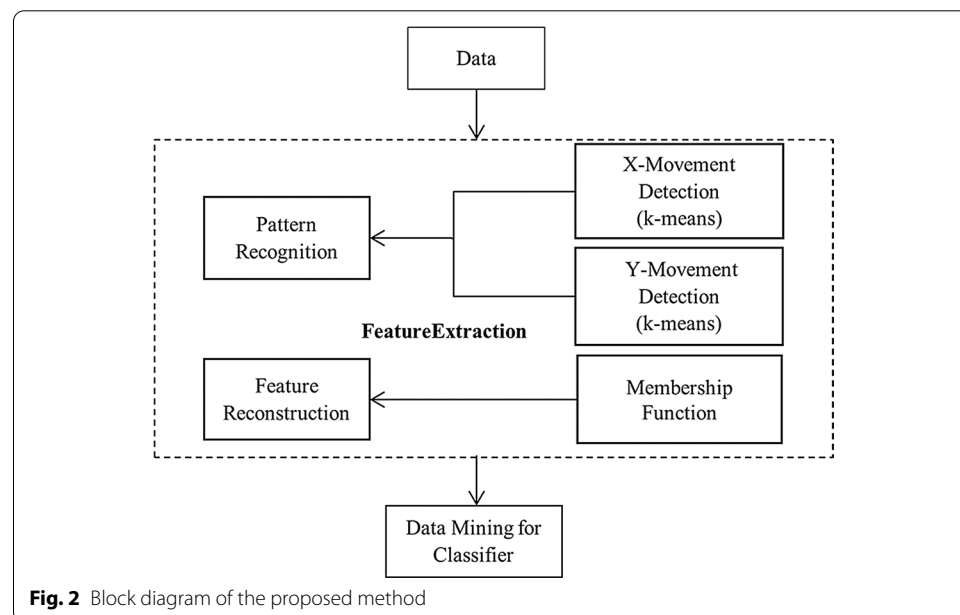 Data
X-Movement
Detection
(k-means)
Pattern
Recognition
Y-Movement
Detection
(k-means)
FeatureExtraction
Feature
Reconstruction
Membership
Function
Data Mining for
Classifier
Fig. 2 Block diagram of the proposed method